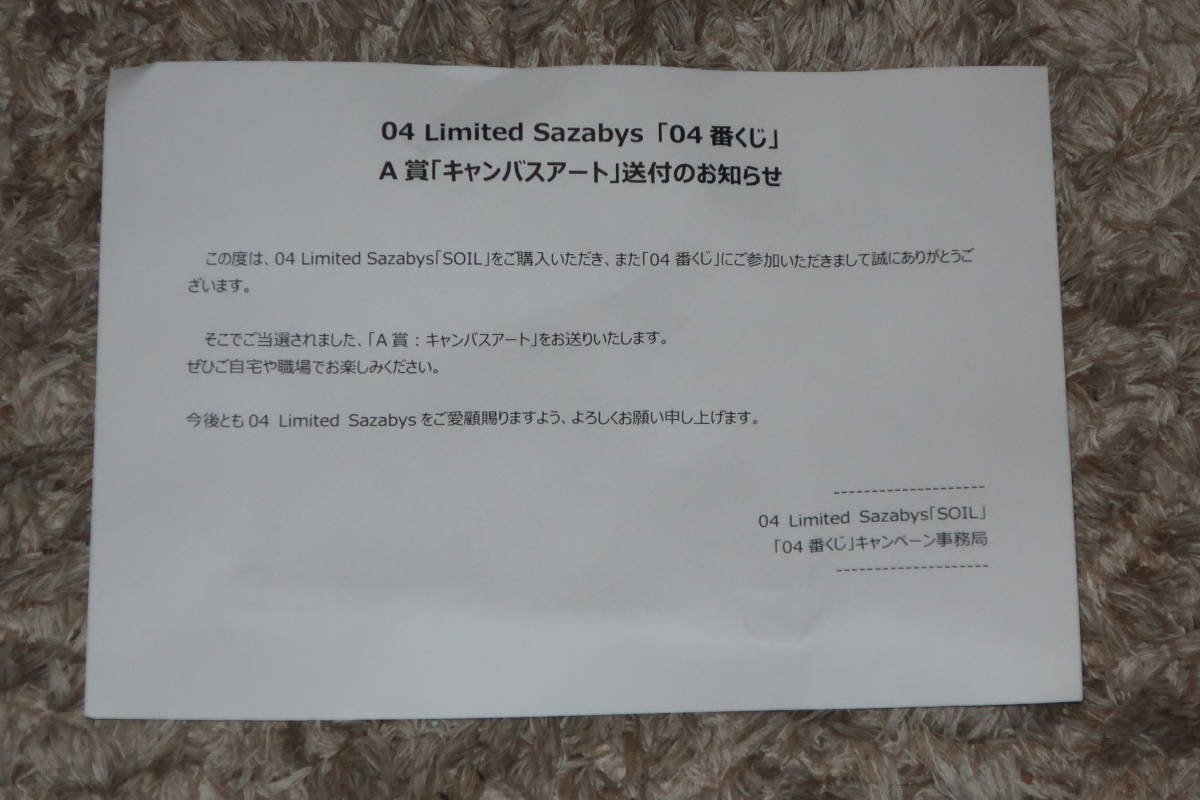 04 Limited Sazabys 「04 番くじ」
A 賞「キャンバスアート」送付のお知らせ
この度は、04 Limited Sazabys「SOIL」をご購入いただき、また「04 番くじ」にご参加いただきまして誠にありがとうご
ざいます。
そこでご当選されました、「A 賞：キャンバスアート」をお送りいたします。
ぜひご自宅や職場でお楽しみください。
今後とも 04 Limited Sazabys をご愛顧賜りますよう、よろしくお願い申し上げます。
--------------------
04 Limited Sazabys「SOIL」
「04 番くじ」キャンペーン事務局
--------------------